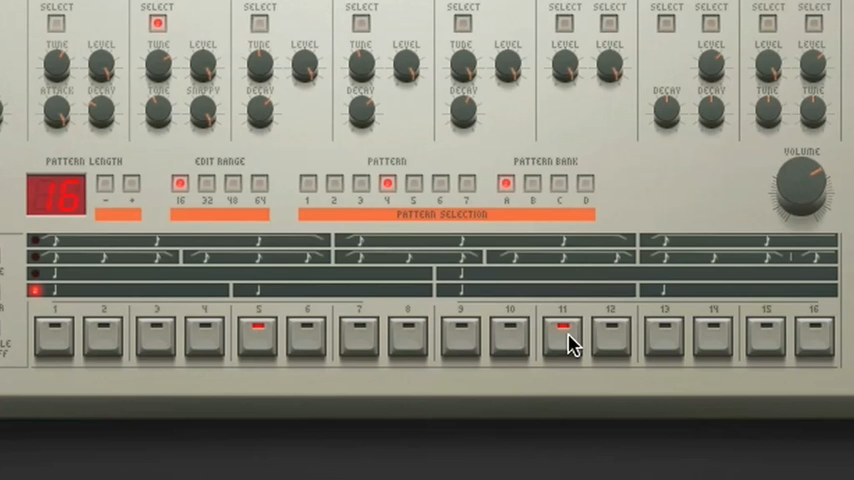 SELECT SELECT SELECT SELECT SELECT SELECT SELECT SELECT SELECT
TUNE LEVEL TUNE LEVEL TUNE LEVEL TUNE LEVEL TUNE LEVEL LEVEL LEVEL LEVEL LEVEL LEVEL
ATTACK DECAY TUNE SNAPPY DECAY DECAY DECAY DECAY DECAY TUNE TUNE
PATTERN LENGTH EDIT RANGE PATTERN PATTERN BANK VOLUME
16
- + 16 32 48 64 1 2 3 4 5 6 7 A B C D
PATTERN SELECTION
2
1 2 3 4 5 6 7 8 9 10 11 12 13 14 15 16